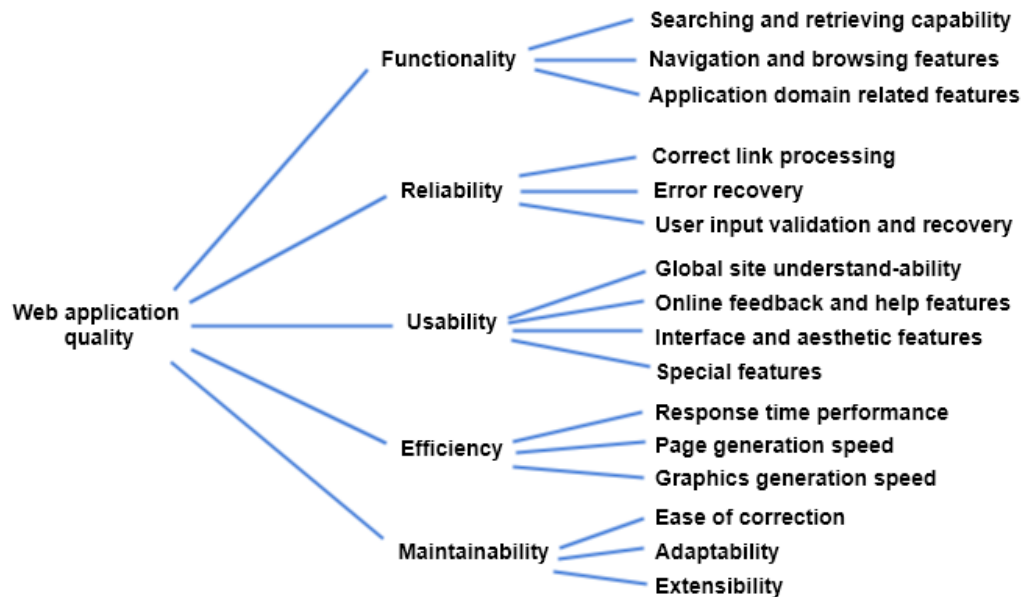 Web application
quality
Functionality
Searching and retrieving capability
Navigation and browsing features
Application domain related features
Reliability
Correct link processing
Error recovery
User input validation and recovery
Usability
Global site understand-ability
Online feedback and help features
Interface and aesthetic features
Special features
Efficiency
Response time performance
Page generation speed
Graphics generation speed
Maintainability
Ease of correction
Adaptability
Extensibility